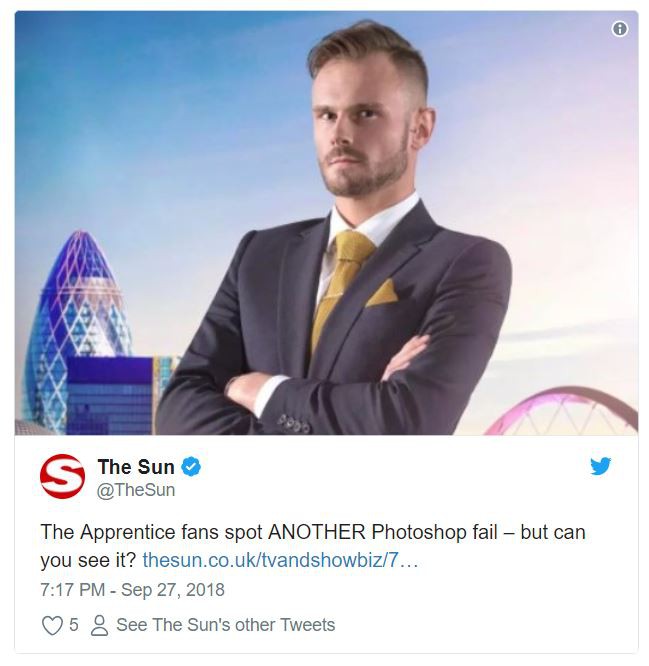 The Sun
@TheSun
The Apprentice fans spot ANOTHER Photoshop fail – but can
you see it? thesun.co.uk/tvandshowbiz/7…
7:17 PM - Sep 27, 2018
5 See The Sun's other Tweets